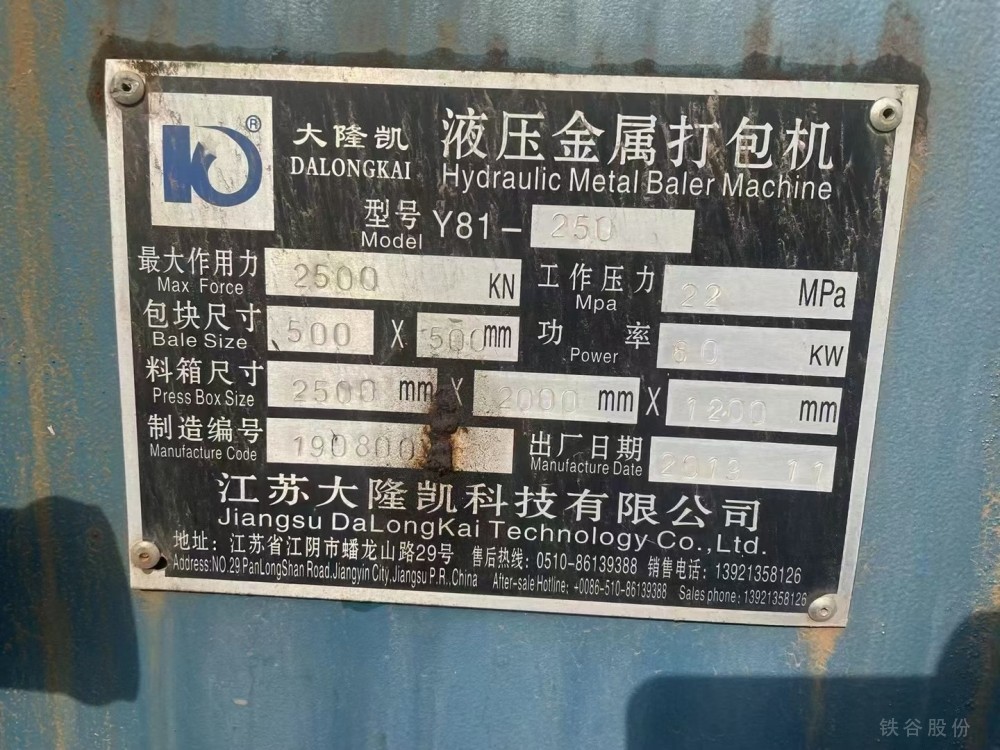 ® 大隆凯 液压金属打包机
DALONGKAI Hydraulic Metal Baler Machine
型号 Y81- 250
Model
最大作用力 2500 KN 工作压力 22 MPa
Max Force Mpa
包块尺寸 500 X 500 mm 功 率 KW
Bale Size Power
料箱尺寸 2500 mm X 2000 mm X 1200 mm
Press Box Size
制造编号 190800 出厂日期 2019 11
Manufacture Code Manufacture Date
江苏大隆凯科技有限公司
Jiangsu DaLongKai Technology Co.,Ltd.
地址: 江苏省江阴市蟠龙山路29号 售后热线: 0510-86139388 销售电话: 13921358126
Address:NO.29 PanLongShan Road.Jiangyin City,Jiangsu P.R.,China After-sale Hotline: +0086-510-86139388 Sales phone: 13921358126
铁谷股份